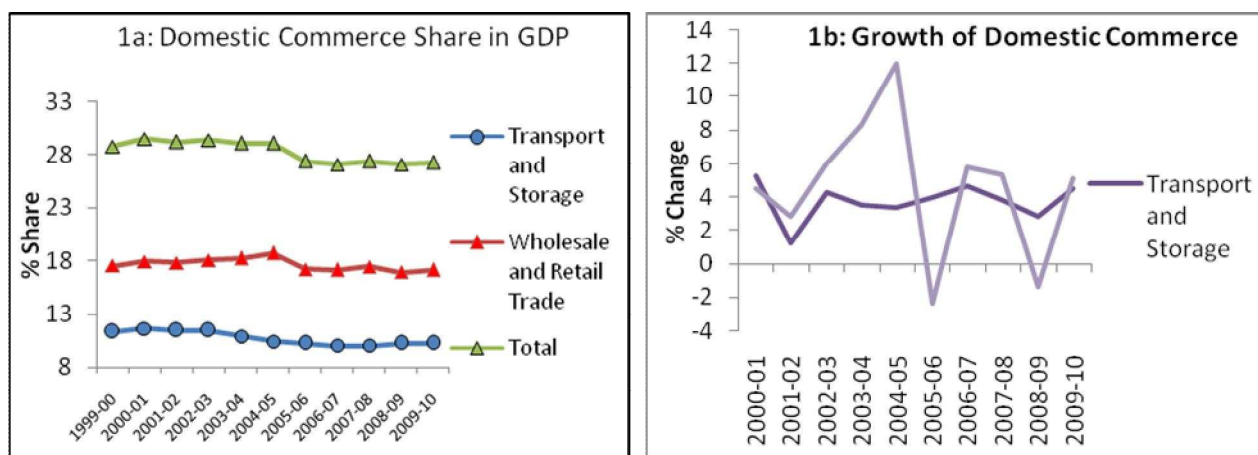 1a: Domestic Commerce Share in GDP
% Share
33
28
23
18
13
8
1999-00
2000-01
2001-02
2002-03
2003-04
2004-05
2005-06
2006-07
2007-08
2008-09
2009-10
Transport
and
Storage
Wholesale
and Retail
Trade
Total
1b: Growth of Domestic Commerce
% Change
14
12
10
8
6
4
2
0
-2
-4
2000-01
2001-02
2002-03
2003-04
2004-05
2005-06
2006-07
2007-08
2008-09
2009-10
Transport
and
Storage